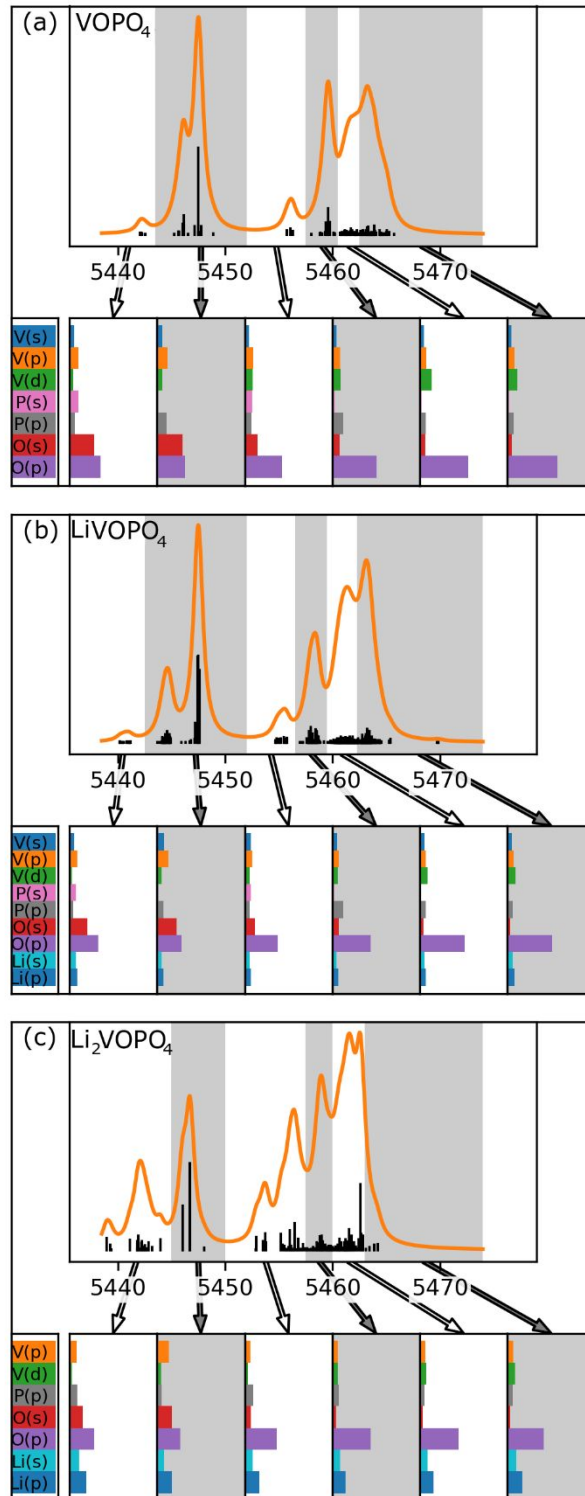 (a) VOPO₄
5440 5450 5460 5470
V(s)
V(p)
V(d)
P(s)
P(p)
O(s)
O(p)
(b) LiVOPO₄
5440 5450 5460 5470
V(s)
V(p)
V(d)
P(s)
P(p)
O(s)
O(p)
Li(s)
Li(p)
(c) Li₂VOPO₄
5440 5450 5460 5470
V(p)
V(d)
P(p)
O(s)
O(p)
Li(s)
Li(p)